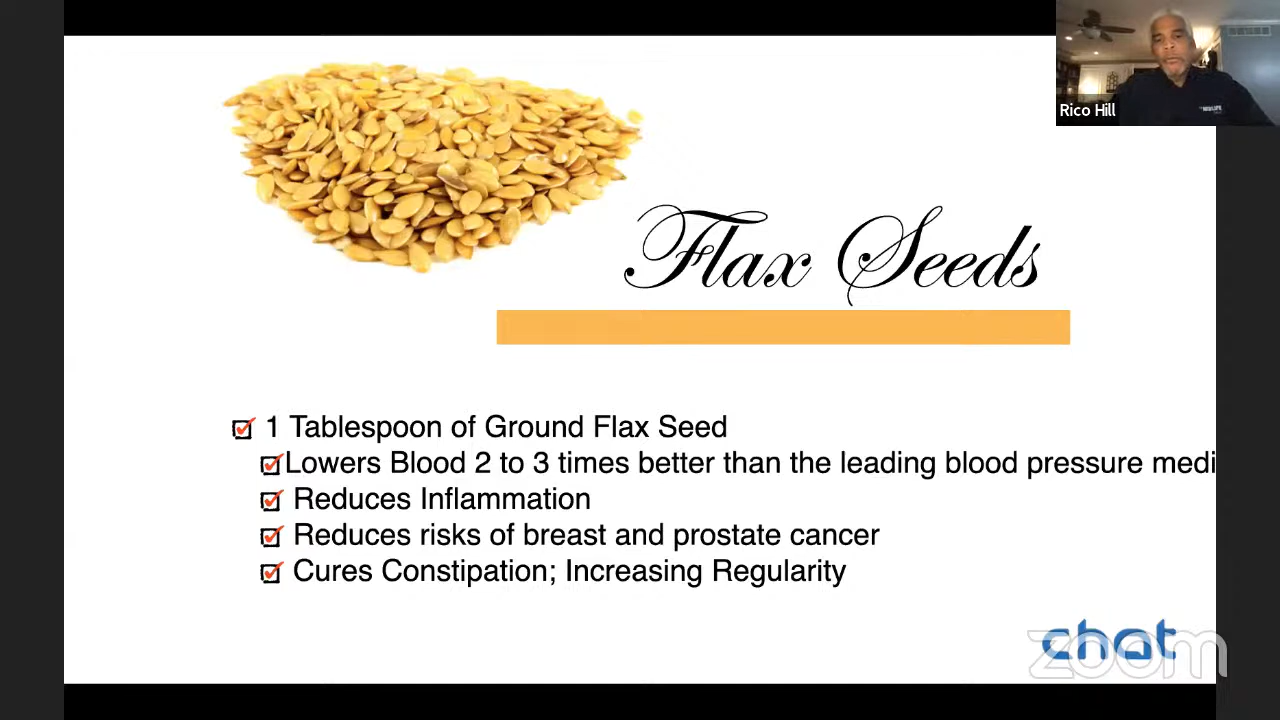 Rico Hill
Flax Seeds
1 Tablespoon of Ground Flax Seed
Lowers Blood 2 to 3 times better than the leading blood pressure medi
Reduces Inflammation
Reduces risks of breast and prostate cancer
Cures Constipation; Increasing Regularity
chat
zoom